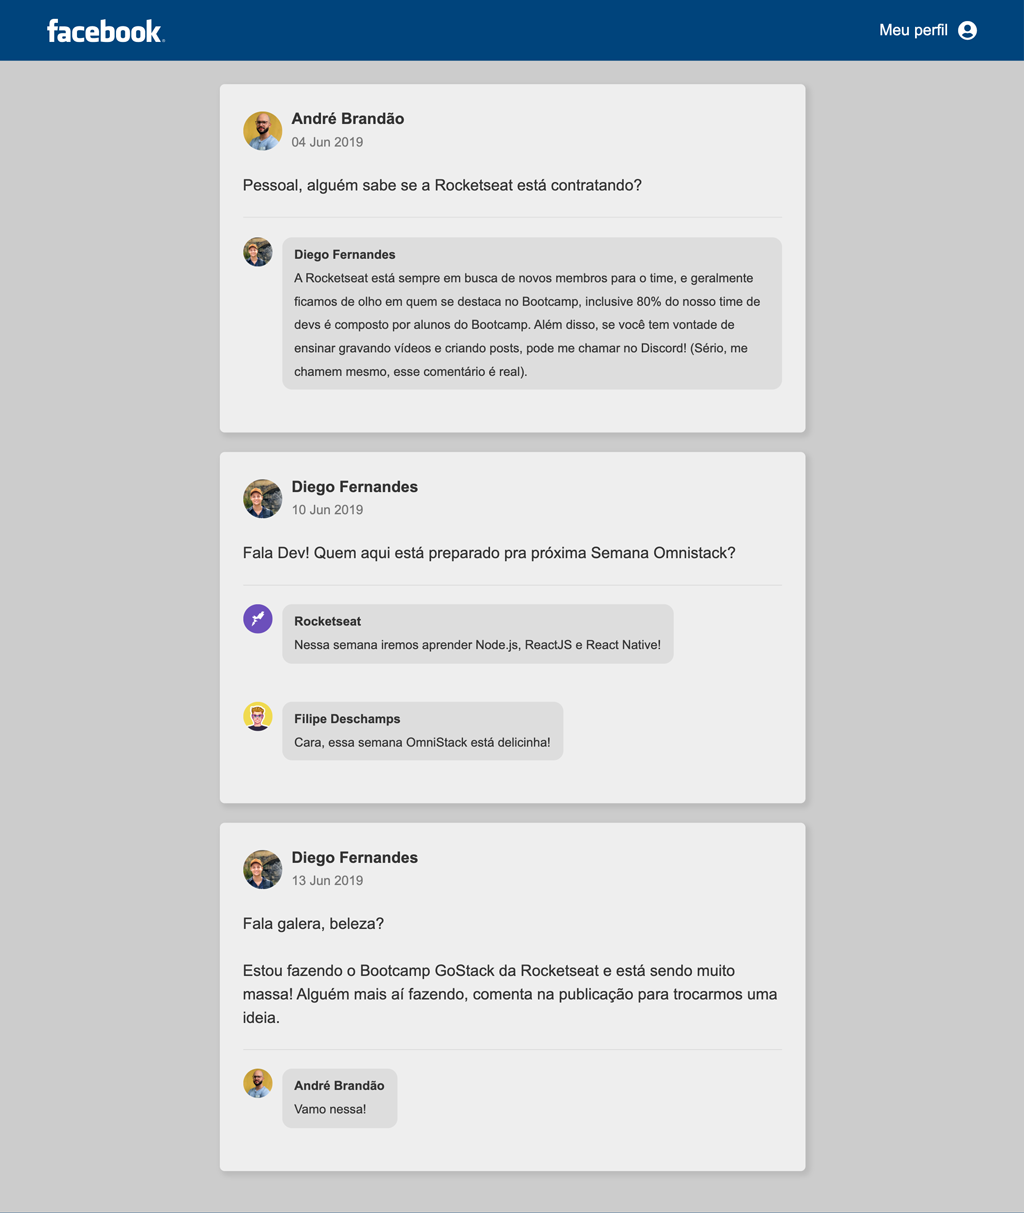 facebook.
Meu perfil
André Brandão
04 Jun 2019
Pessoal, alguém sabe se a Rocketseat está contratando?
Diego Fernandes
A Rocketseat está sempre em busca de novos membros para o time, e geralmente
ficamos de olho em quem se destaca no Bootcamp, inclusive 80% do nosso time de
devs é composto por alunos do Bootcamp. Além disso, se você tem vontade de
ensinar gravando vídeos e criando posts, pode me chamar no Discord! (Sério, me
chamem mesmo, esse comentário é real).
Diego Fernandes
10 Jun 2019
Fala Dev! Quem aqui está preparado pra próxima Semana Omnistack?
Rocketseat
Nessa semana iremos aprender Node.js, ReactJS e React Native!
Filipe Deschamps
Cara, essa semana OmniStack está delicinha!
Diego Fernandes
13 Jun 2019
Fala galera, beleza?
Estou fazendo o Bootcamp GoStack da Rocketseat e está sendo muito
massa! Alguém mais aí fazendo, comenta na publicação para trocarmos uma
ideia.
André Brandão
Vamo nessa!